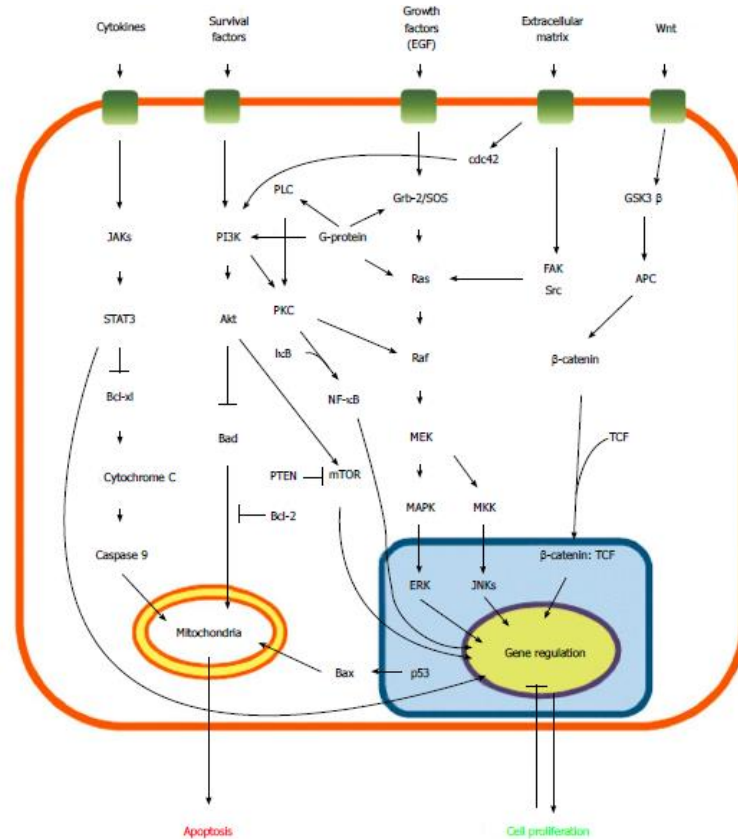 Cytokines
Survival
factors
Growth
factors
(EGF)
Extracellular
matrix
Wnt
cdc42
PLC
Grb-2/SOS
GSK3 β
JAKs
PI3K
G-protein
Ras
FAK
Src
APC
STAT3
Akt
PKC
IκB
Raf
β-catenin
Bcl-xl
NF-κB
Bad
MEK
TCF
Cytochrome C
PTEN
mTOR
MAPK
MKK
Bcl-2
Caspase 9
β-catenin: TCF
ERK
JNKs
Mitochondria
Gene regulation
Bax
p53
Apoptosis
Cell proliferation